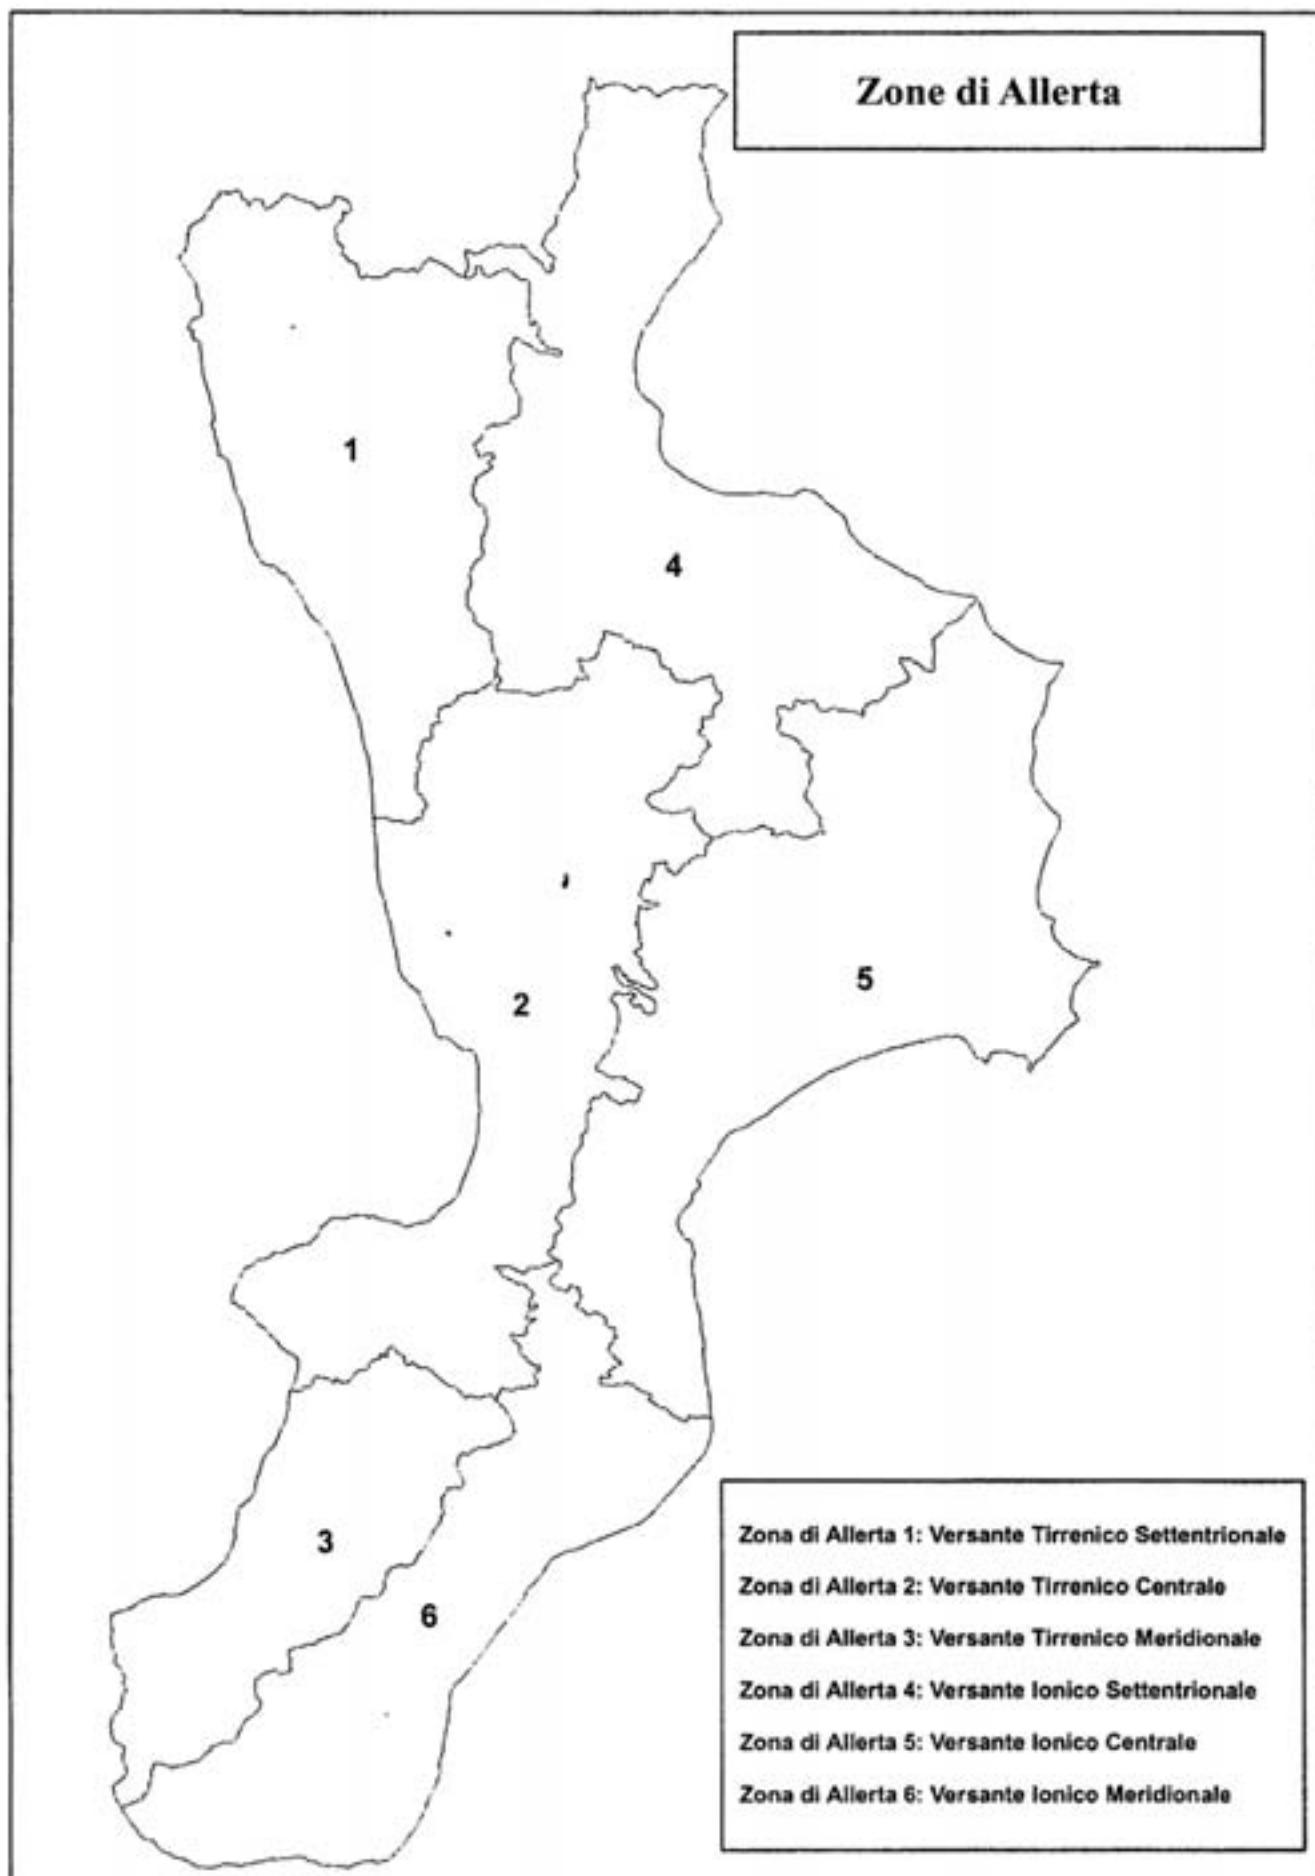 Zone di Allerta
1
4
5
2
3
6
Zona di Allerta 1: Versante Tirrenico Settentrionale
Zona di Allerta 2: Versante Tirrenico Centrale
Zona di Allerta 3: Versante Tirrenico Meridionale
Zona di Allerta 4: Versante Ionico Settentrionale
Zona di Allerta 5: Versante Ionico Centrale
Zona di Allerta 6: Versante Ionico Meridionale